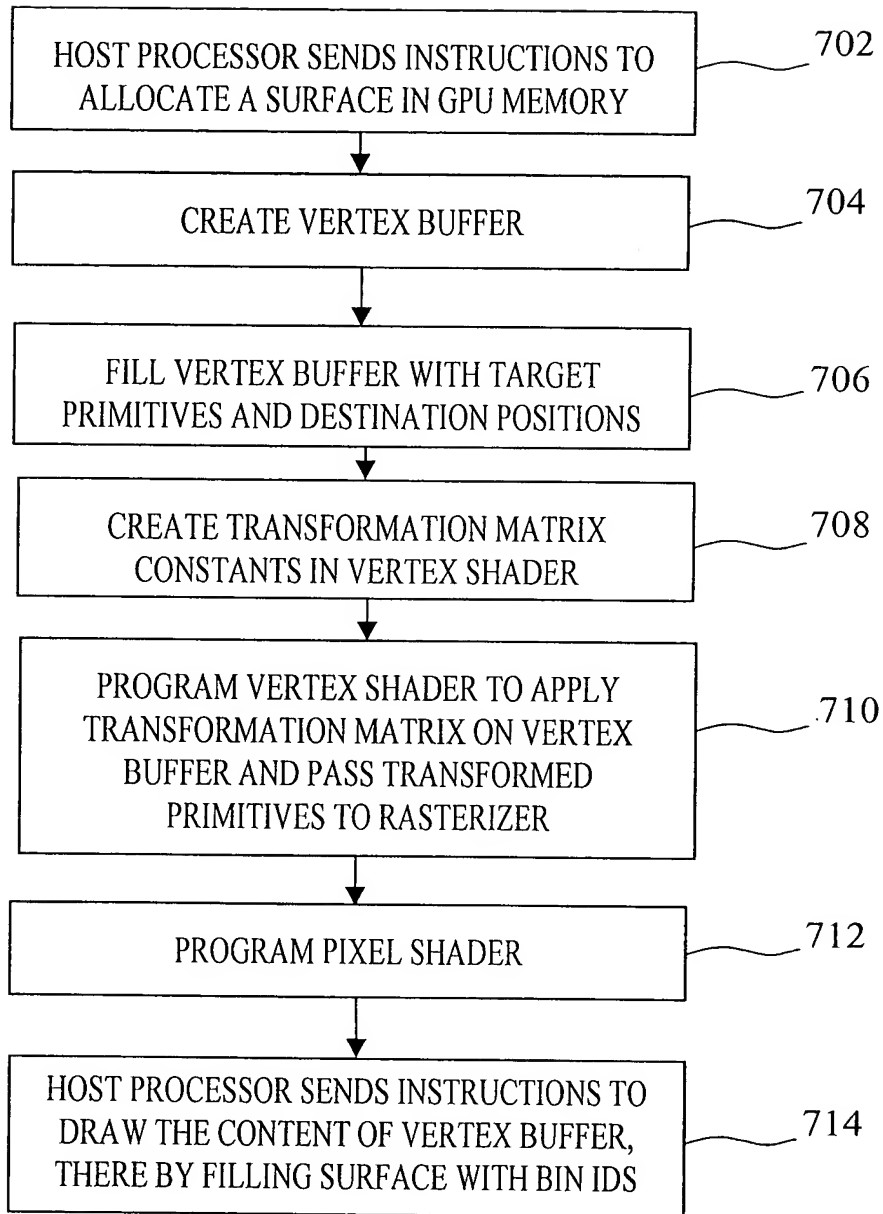 HOST PROCESSOR SENDS INSTRUCTIONS TO
ALLOCATE A SURFACE IN GPU MEMORY
702
CREATE VERTEX BUFFER
704
FILL VERTEX BUFFER WITH TARGET
PRIMITIVES AND DESTINATION POSITIONS
706
CREATE TRANSFORMATION MATRIX
CONSTANTS IN VERTEX SHADER
708
PROGRAM VERTEX SHADER TO APPLY
TRANSFORMATION MATRIX ON VERTEX
BUFFER AND PASS TRANSFORMED
PRIMITIVES TO RASTERIZER
710
PROGRAM PIXEL SHADER
712
HOST PROCESSOR SENDS INSTRUCTIONS TO
DRAW THE CONTENT OF VERTEX BUFFER,
THERE BY FILLING SURFACE WITH BIN IDS
714